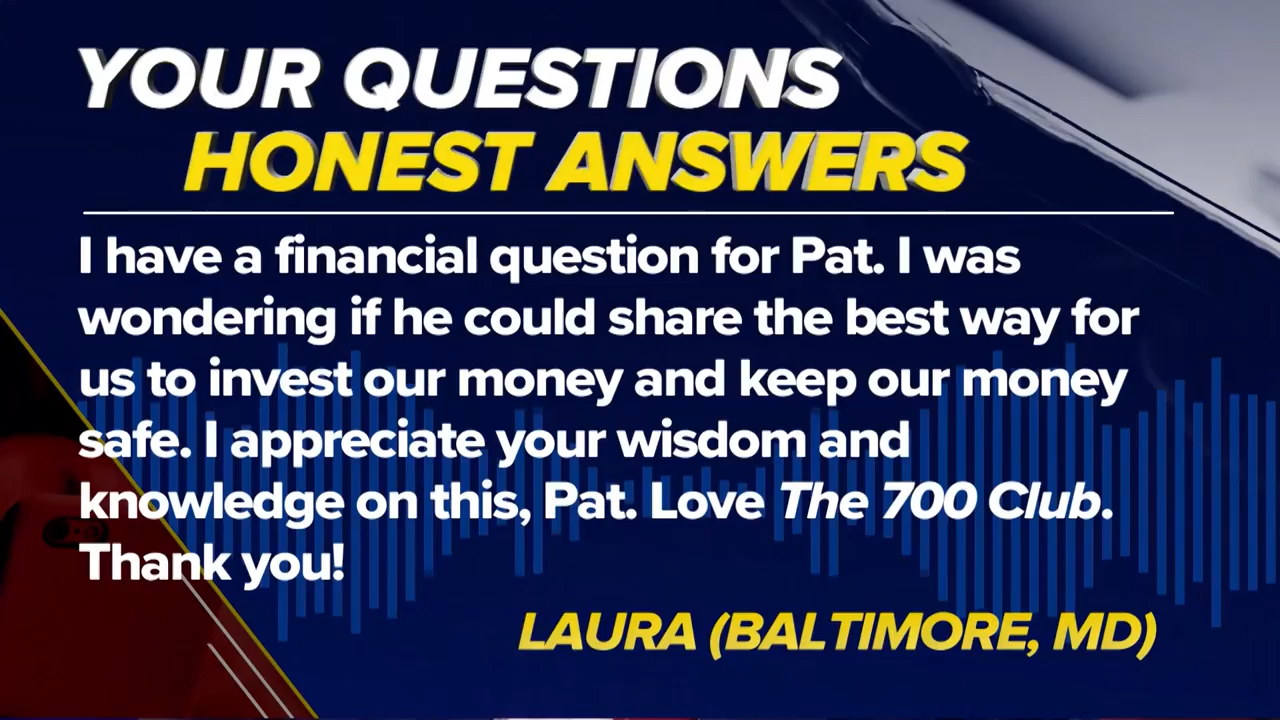 YOUR QUESTIONS
HONEST ANSWERS
I have a financial question for Pat. I was
wondering if he could share the best way for
us to invest our money and keep our money
safe. I appreciate your wisdom and
knowledge on this, Pat. Love The 700 Club.
Thank you!
LAURA (BALTIMORE, MD)